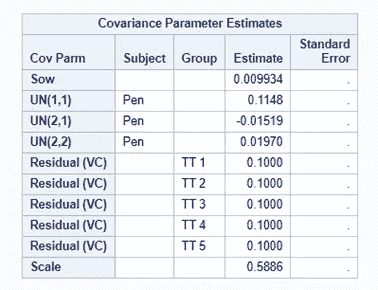 Covariance Parameter Estimates
Cov Parm Subject Group Estimate Standard Error
Sow 0.009934 .
UN(1,1) Pen 0.1148 .
UN(2,1) Pen -0.01519 .
UN(2,2) Pen 0.01970 .
Residual (VC) TT 1 0.1000 .
Residual (VC) TT 2 0.1000 .
Residual (VC) TT 3 0.1000 .
Residual (VC) TT 4 0.1000 .
Residual (VC) TT 5 0.1000 .
Scale 0.5886 .